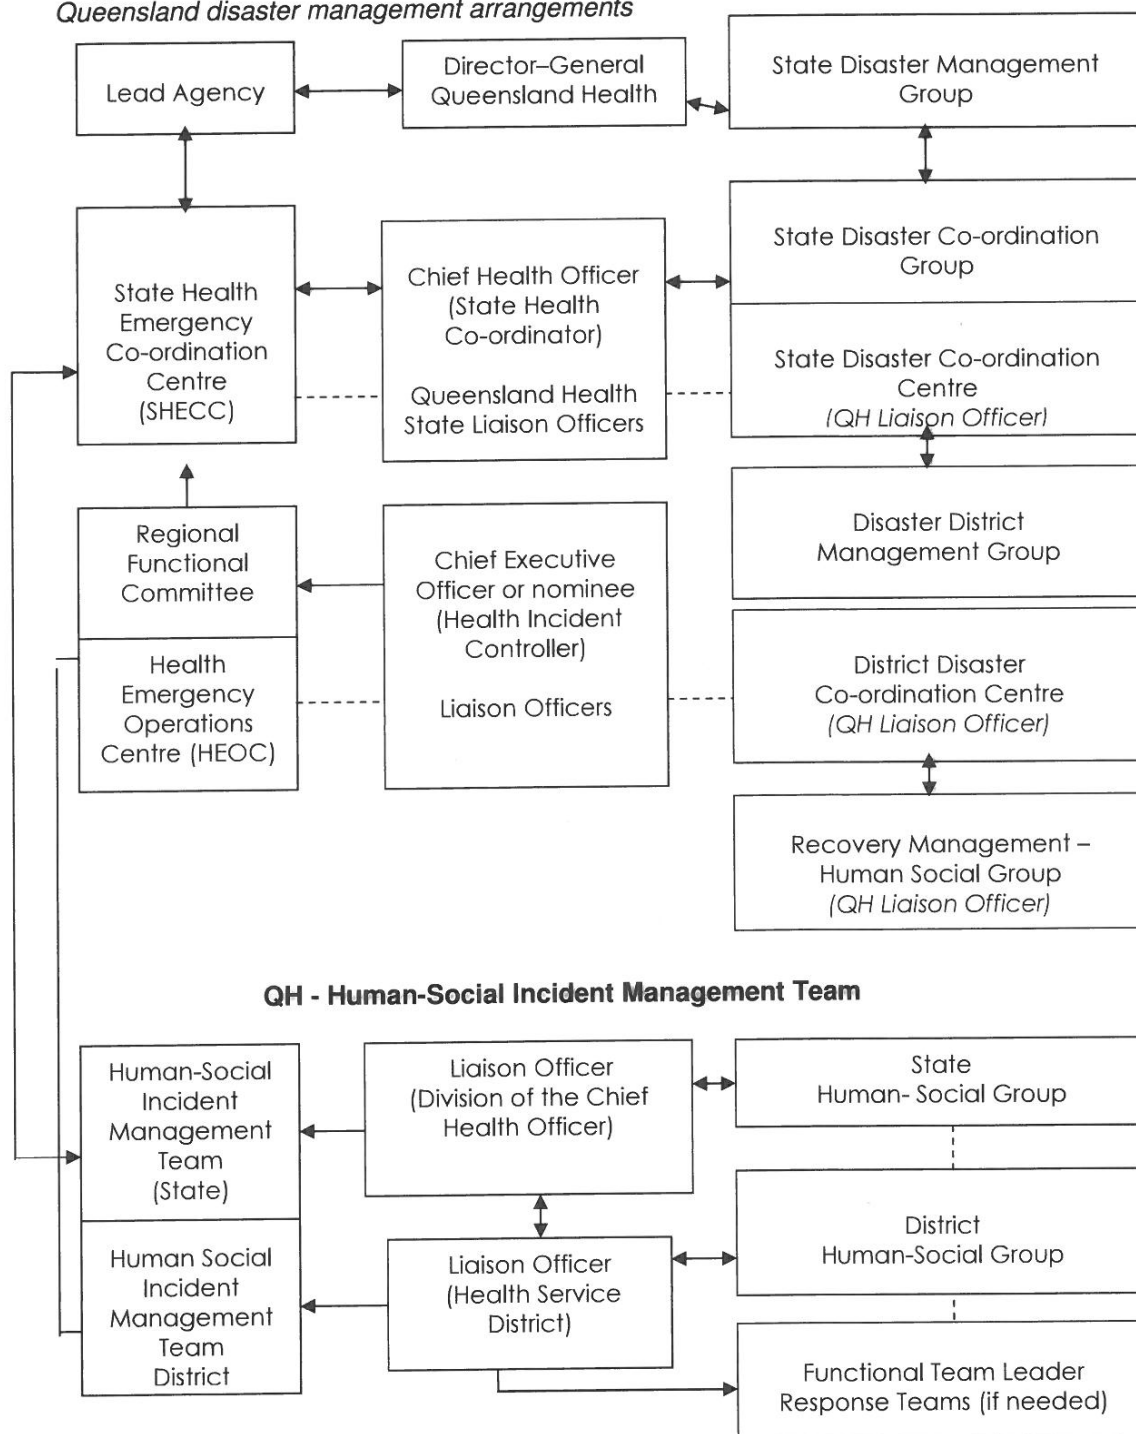 Queensland disaster management arrangements
Lead Agency
Director–General
Queensland Health
State Disaster Management
Group
State Health
Emergency
Co-ordination
Centre
(SHECC)
Chief Health Officer
(State Health
Co-ordinator)
Queensland Health
State Liaison Officers
State Disaster Co-ordination
Group
State Disaster Co-ordination
Centre
(QH Liaison Officer)
Regional
Functional
Committee
Health
Emergency
Operations
Centre (HEOC)
Chief Executive
Officer or nominee
(Health Incident
Controller)
Liaison Officers
Disaster District
Management Group
District Disaster
Co-ordination Centre
(QH Liaison Officer)
Recovery Management –
Human Social Group
(QH Liaison Officer)
QH - Human-Social Incident Management Team
Human-Social
Incident
Management
Team
(State)
Human Social
Incident
Management
Team
District
Liaison Officer
(Division of the Chief
Health Officer)
Liaison Officer
(Health Service
District)
State
Human- Social Group
District
Human-Social Group
Functional Team Leader
Response Teams (if needed)